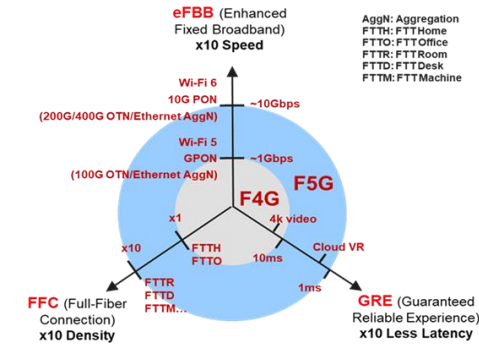 eFBB (Enhanced
Fixed Broadband)
x10 Speed
AggN: Aggregation
FTTH: FTTHome
FTTO: FTTOffice
FTTR: FTTRoom
FTTD: FTTDesk
FTTM: FTTMachine
Wi-Fi 6
10G PON
~10Gbps
(200G/400G OTN/Ethernet AggN)
Wi-Fi 5
GPON
~1Gbps
(100G OTN/Ethernet AggN)
F5G
F4G
x1
4k video
x10
FTTH
FTTO
10ms
Cloud VR
FTTR
FTTD
FTTM...
1ms
FFC (Full-Fiber
Connection)
x10 Density
GRE (Guaranteed
Reliable Experience)
x10 Less Latency